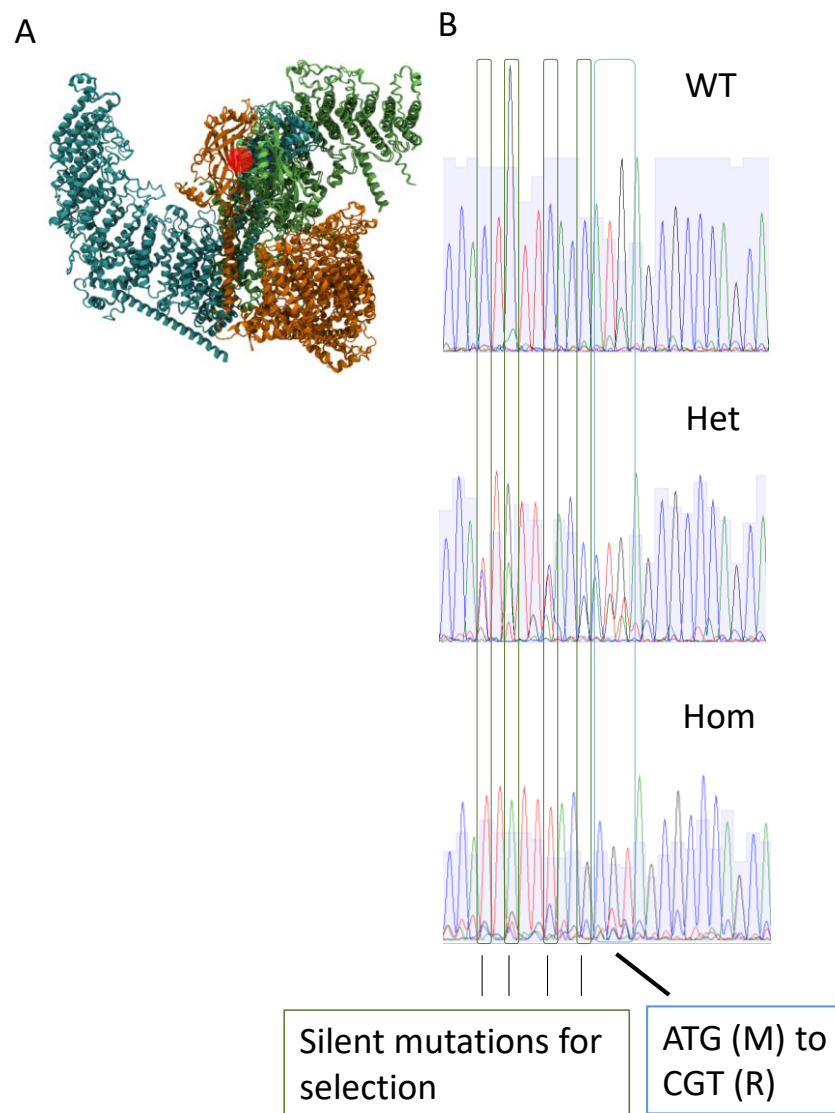 A
B
WT
Het
Hom
Silent mutations for
selection
ATG (M) to
CGT (R)